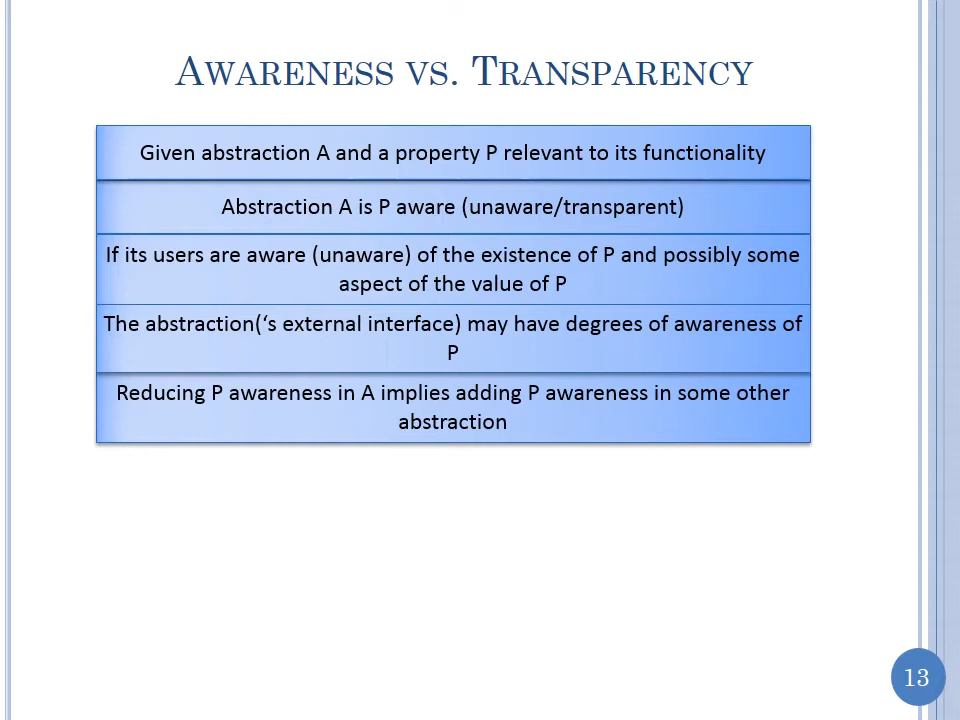 AWARENESS VS. TRANSPARENCY
Given abstraction A and a property P relevant to its functionality
Abstraction A is P aware (unaware/transparent)
If its users are aware (unaware) of the existence of P and possibly some
aspect of the value of P
The abstraction(‘s external interface) may have degrees of awareness of
P
Reducing P awareness in A implies adding P awareness in some other
abstraction
13